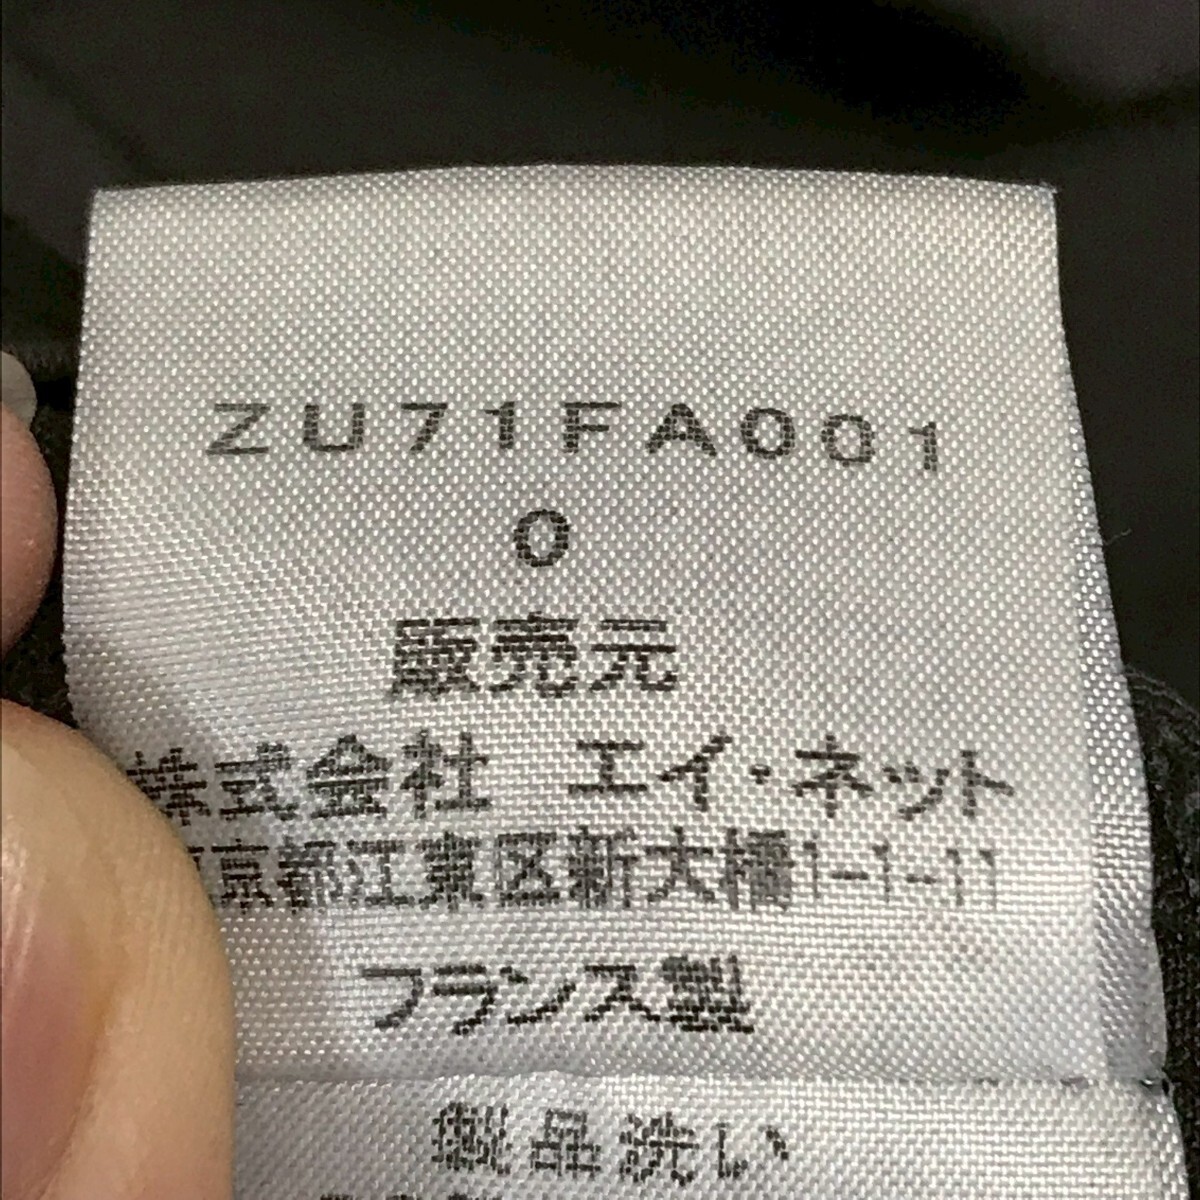 ZU71FA001
0
販売元
株式会社 エイ・ネット
東京都江東区新大橋1-1-11
フランス製
製品洗い